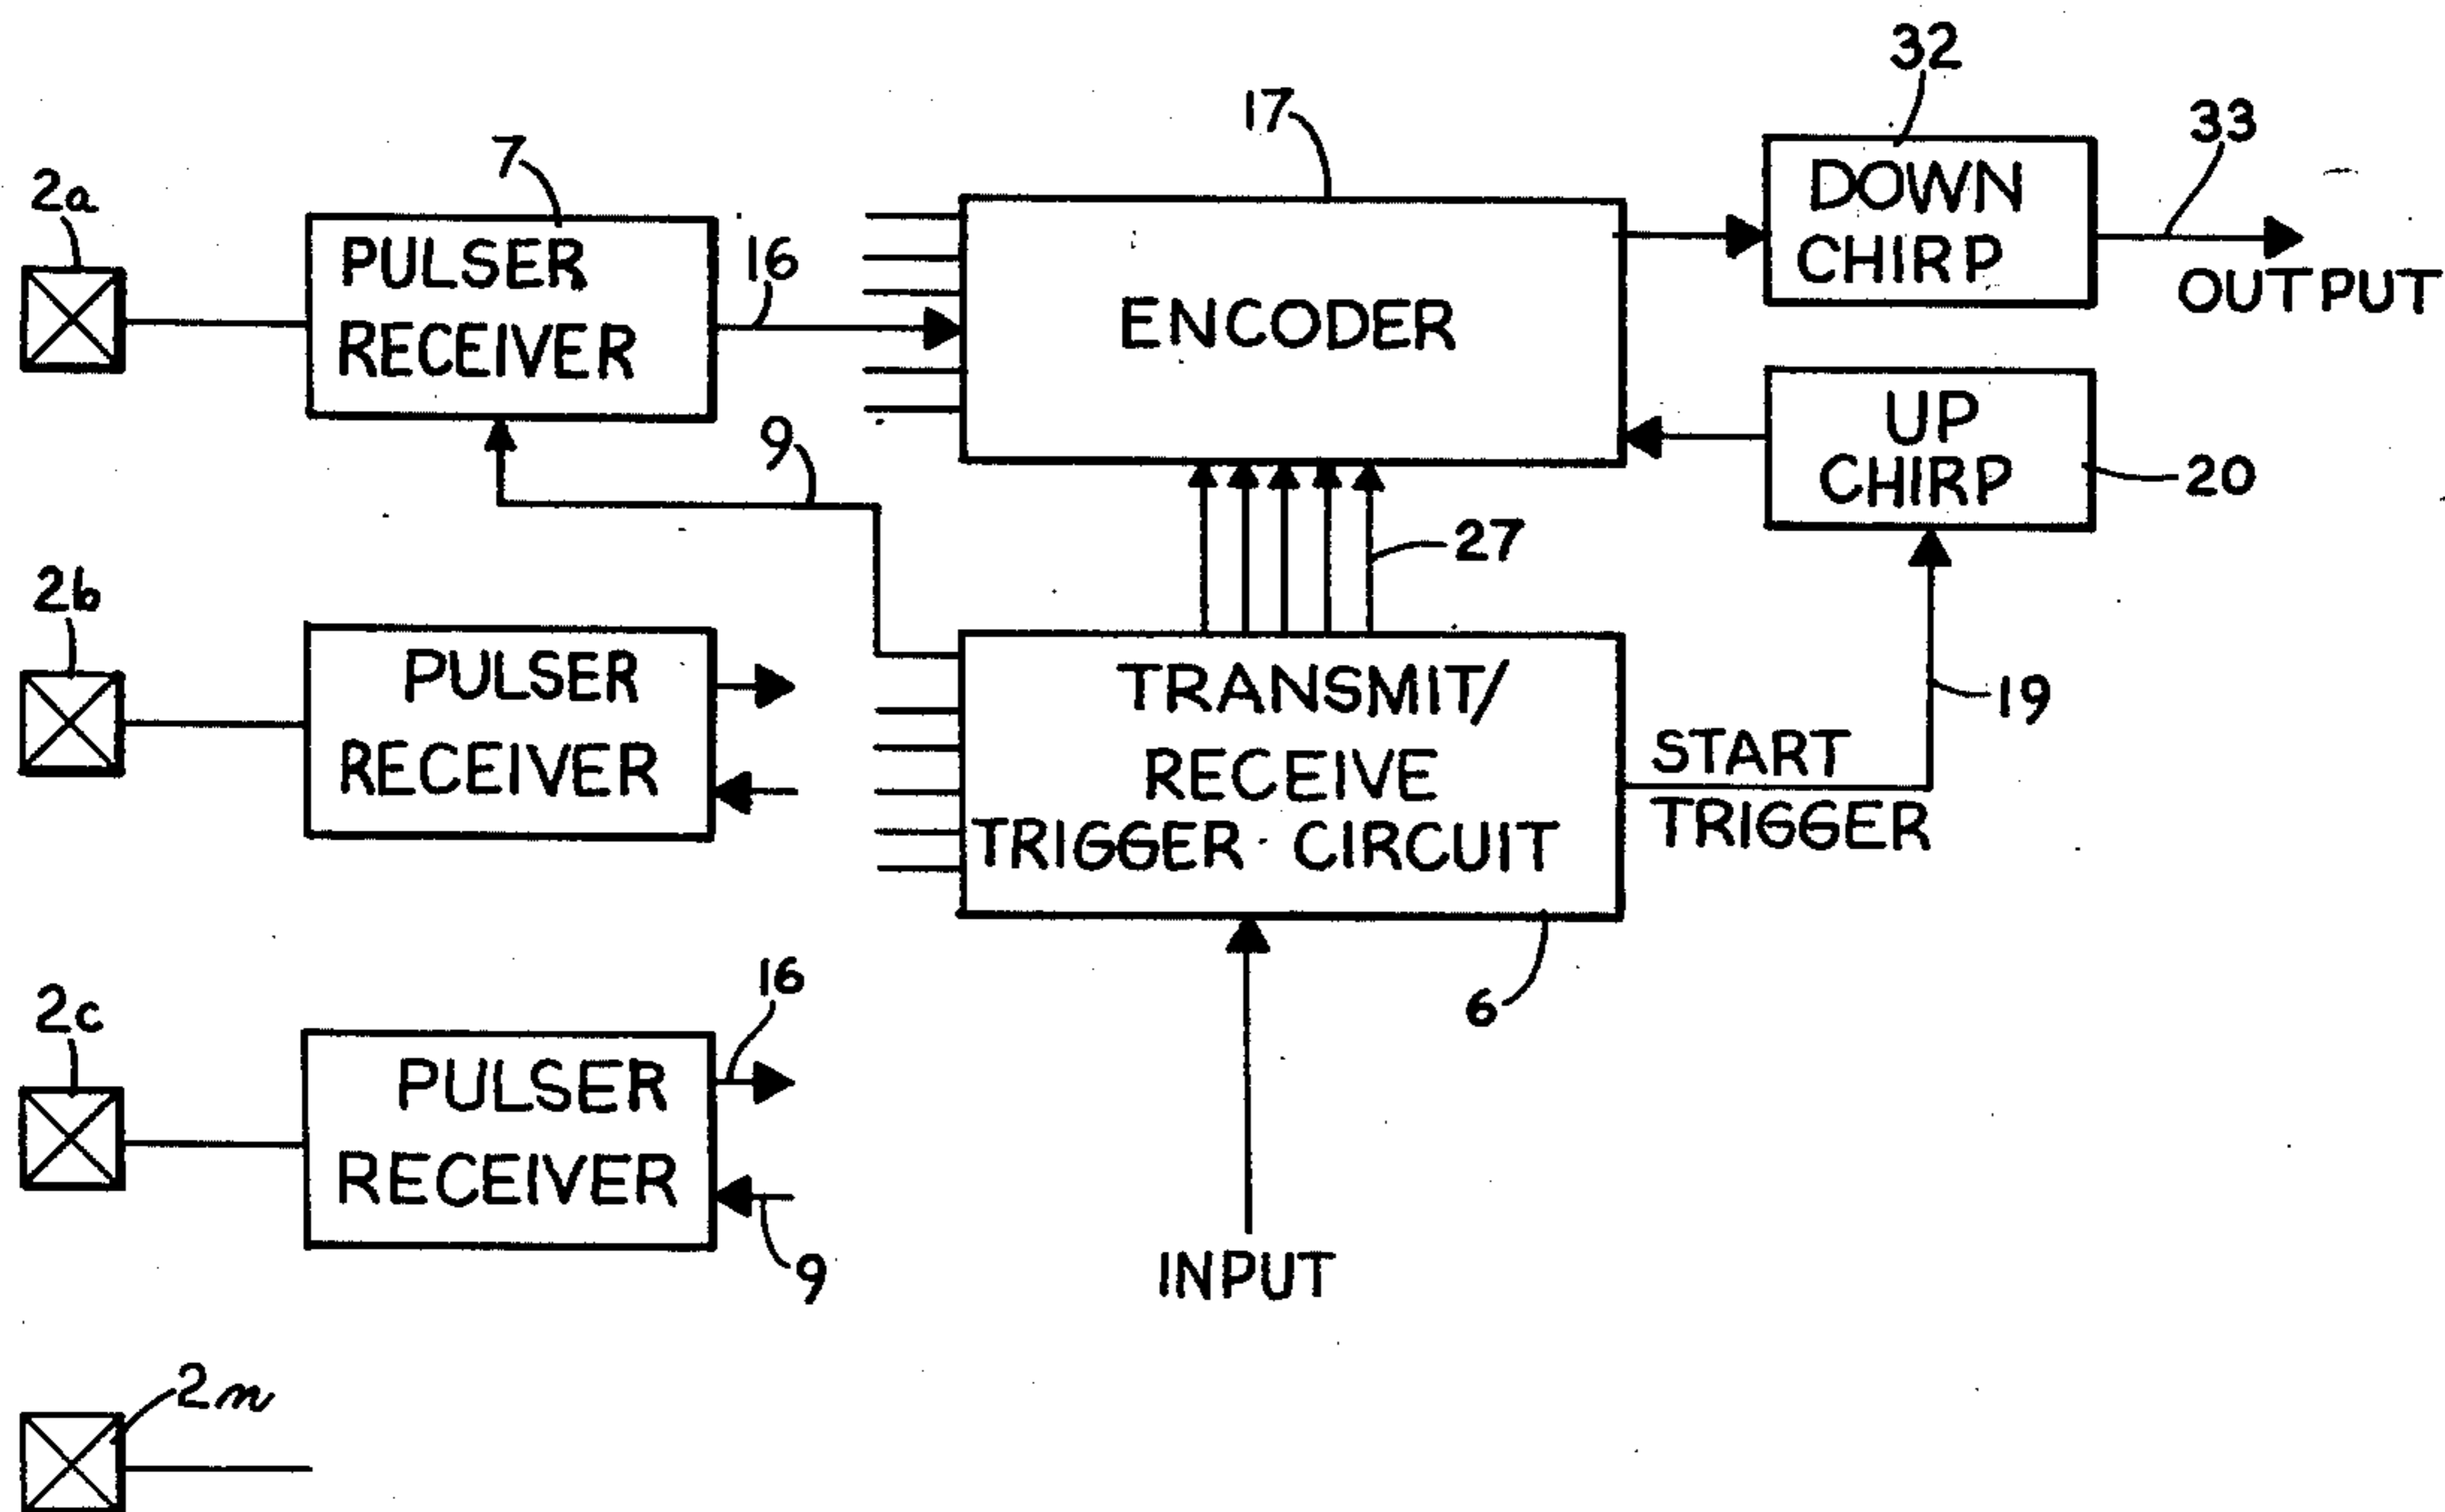 32
17
33
7
2a
DOWN
CHIRP
PULSER
RECEIVER
16
ENCODER
OUTPUT
UP
CHIRP
20
9
27
2b
PULSER
RECEIVER
TRANSMIT/
RECEIVE
TRIGGER CIRCUIT
START
TRIGGER
19
2c
16
6
PULSER
RECEIVER
9
INPUT
2n